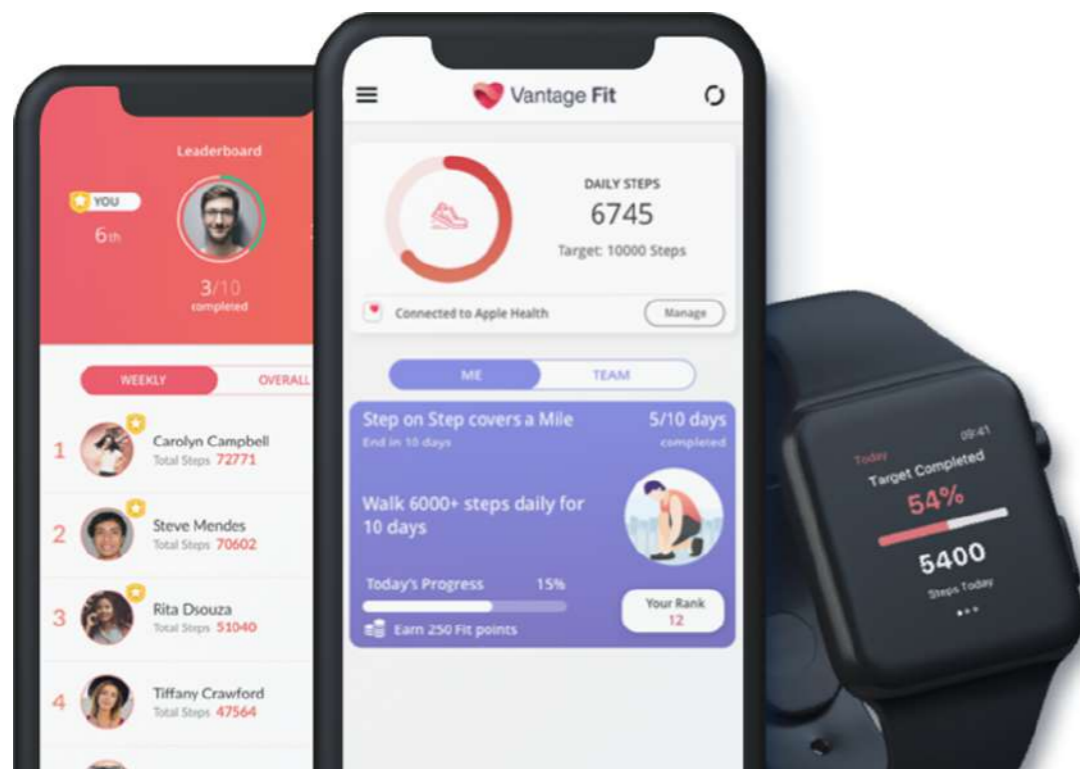 Leaderboard
YOU
6th
3/10
completed
WEEKLY
OVERALL
1
Carolyn Campbell
Total Steps 72771
2
Steve Mendes
Total Steps 70602
3
Rita Dsouza
Total Steps 51040
4
Tiffany Crawford
Total Steps 47564
Vantage Fit
DAILY STEPS
6745
Target: 10000 Steps
Connected to Apple Health
Manage
ME
TEAM
Step on Step covers a Mile
5/10 days
End in 10 days
completed
Walk 6000+ steps daily for
10 days
Today's Progress 15%
Your Rank
12
Earn 250 Fit points
09:41
Today
Target Completed
54%
5400
Steps Today